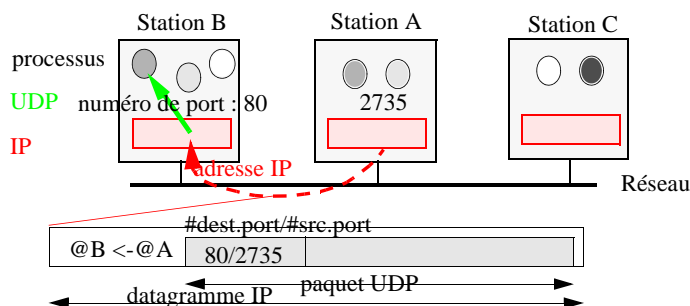 Station B
Station A
Station C
processus
UDP
numéro de port : 80
2735
IP
adresse IP
Réseau
#dest.port/#src.port
@B <-@A
80/2735
paquet UDP
datagramme IP